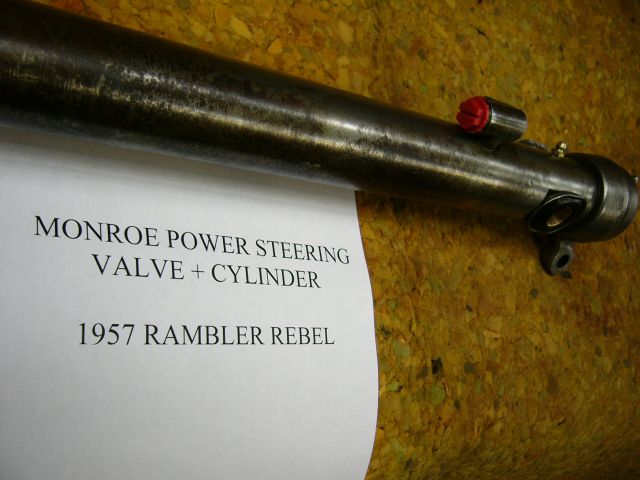 MONROE POWER STEERING
VALVE + CYLINDER
1957 RAMBLER REBEL